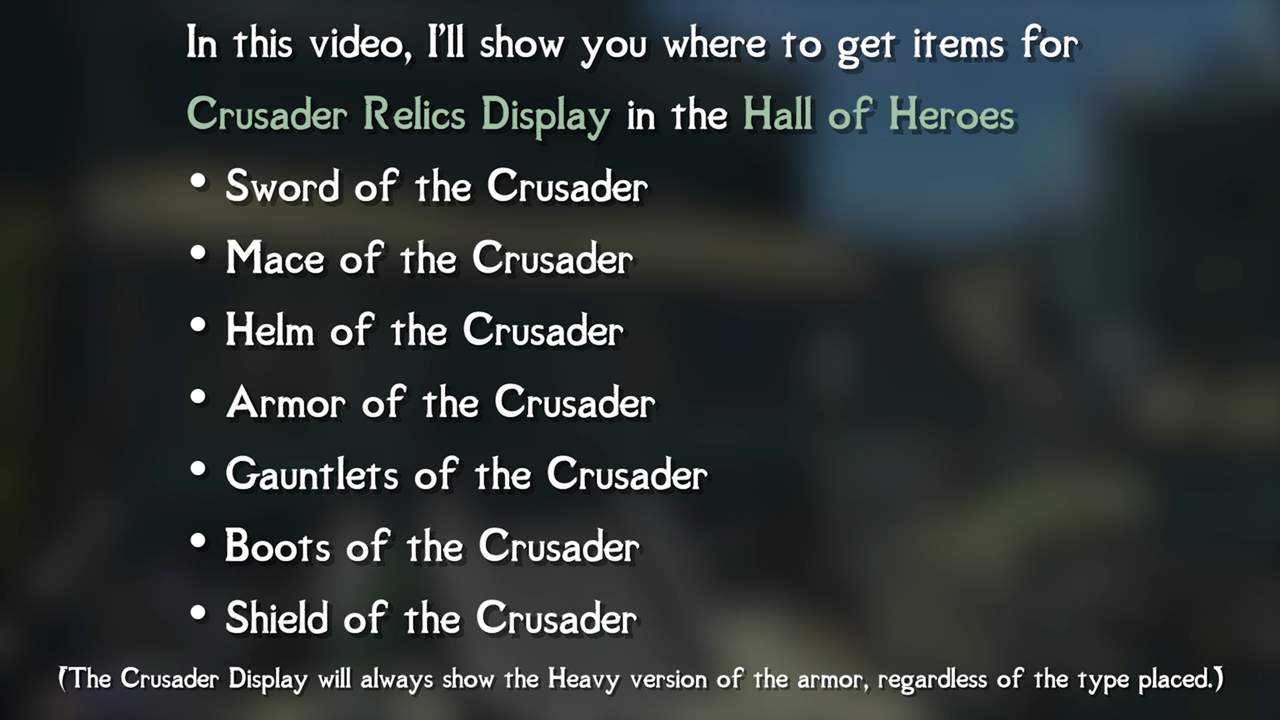 In this video, I'll show you where to get items for
Crusader Relics Display in the Hall of Heroes
• Sword of the Crusader
• Mace of the Crusader
• Helm of the Crusader
• Armor of the Crusader
• Gauntlets of the Crusader
• Boots of the Crusader
• Shield of the Crusader
(The Crusader Display will always show the Heavy version of the armor, regardless of the type placed.)